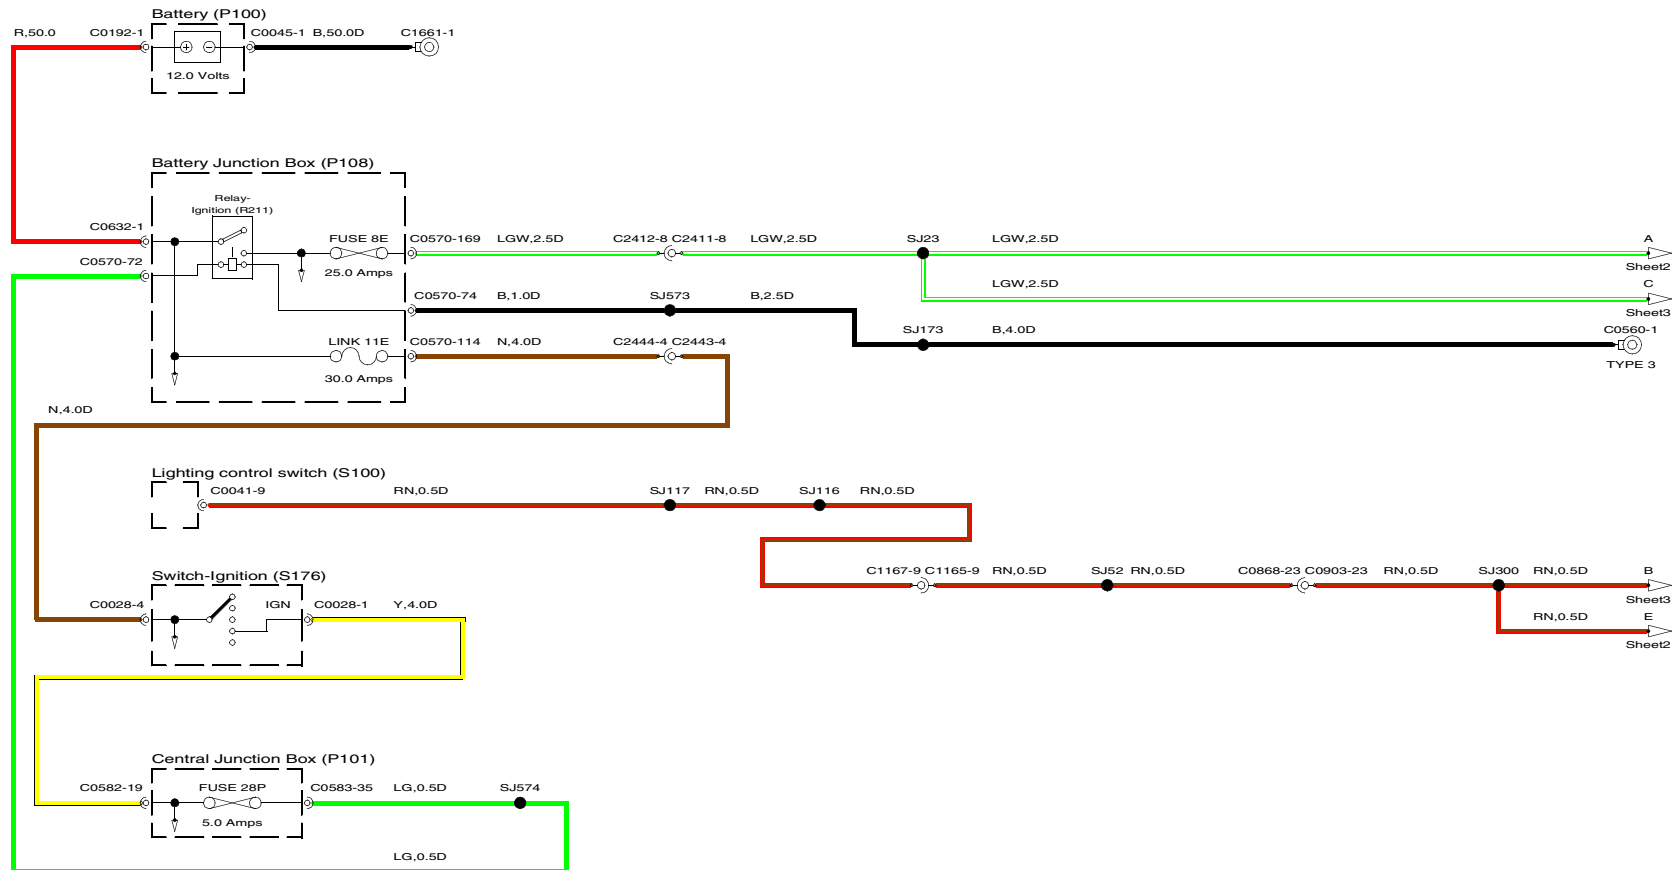 Battery (P100)
R,50.0 C0192-1 C0045-1 B,50.0D C1661-1
12.0 Volts
Battery Junction Box (P108)
Relay-
Ignition (R211)
C0632-1
FUSE 8E C0570-169 LGW,2.5D C2412-8 C2411-8 LGW,2.5D SJ23 LGW,2.5D A
C0570-72
25.0 Amps
Sheet2
LGW,2.5D C
C0570-74 B,1.0D SJ573 B,2.5D
Sheet3
SJ173 B,4.0D C0560-1
LINK 11E C0570-114 N,4.0D C2444-4 C2443-4
TYPE 3
30.0 Amps
N,4.0D
Lighting control switch (S100)
C0041-9 RN,0.5D SJ117 RN,0.5D SJ116 RN,0.5D
C1167-9 C1165-9 RN,0.5D SJ52 RN,0.5D C0868-23 C0903-23 RN,0.5D SJ300 RN,0.5D B
Switch-Ignition (S176)
Sheet3
C0028-4 IGN C0028-1 Y,4.0D
RN,0.5D E
Sheet2
Central Junction Box (P101)
C0582-19 FUSE 28P C0583-35 LG,0.5D SJ574
5.0 Amps
LG,0.5D